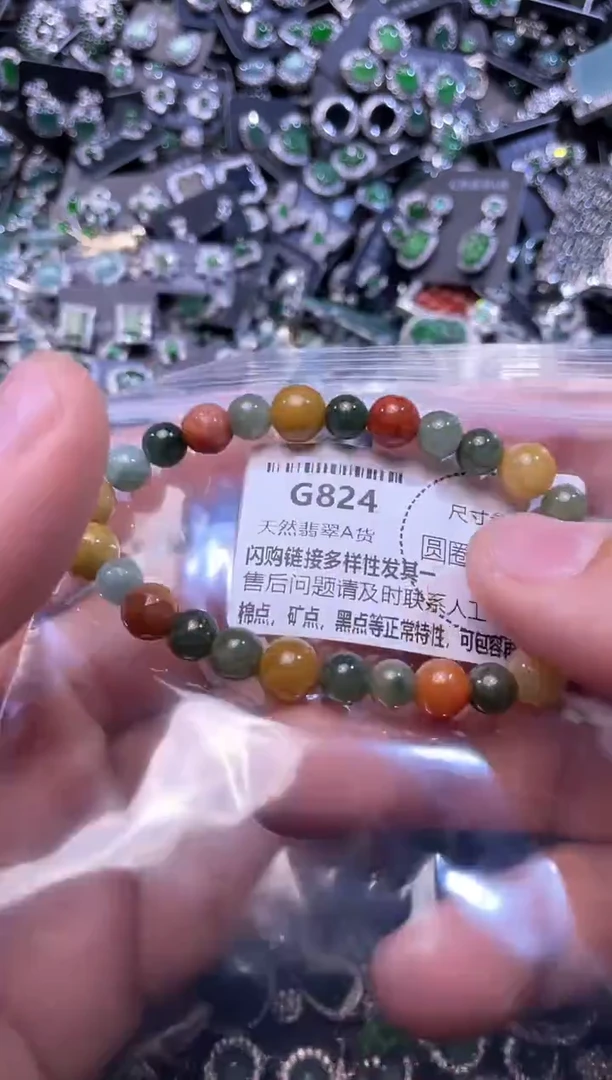 G824
尺寸
天然翡翠A货
圆圈
闪购链接多样性发其一
售后问题请及时联系人工
棉点，矿点，黑点等正常特性，可包容再